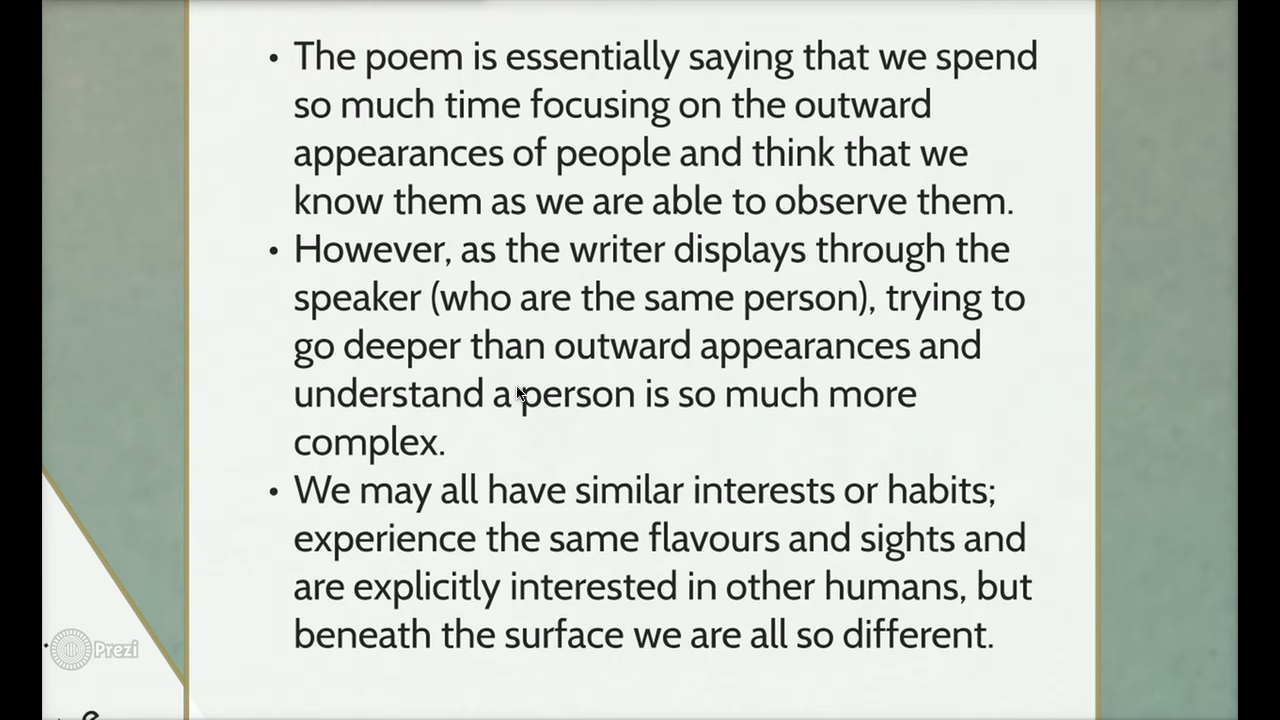 • The poem is essentially saying that we spend
so much time focusing on the outward
appearances of people and think that we
know them as we are able to observe them.
• However, as the writer displays through the
speaker (who are the same person), trying to
go deeper than outward appearances and
understand a person is so much more
complex.
• We may all have similar interests or habits;
experience the same flavours and sights and
are explicitly interested in other humans, but
beneath the surface we are all so different.
Prezi